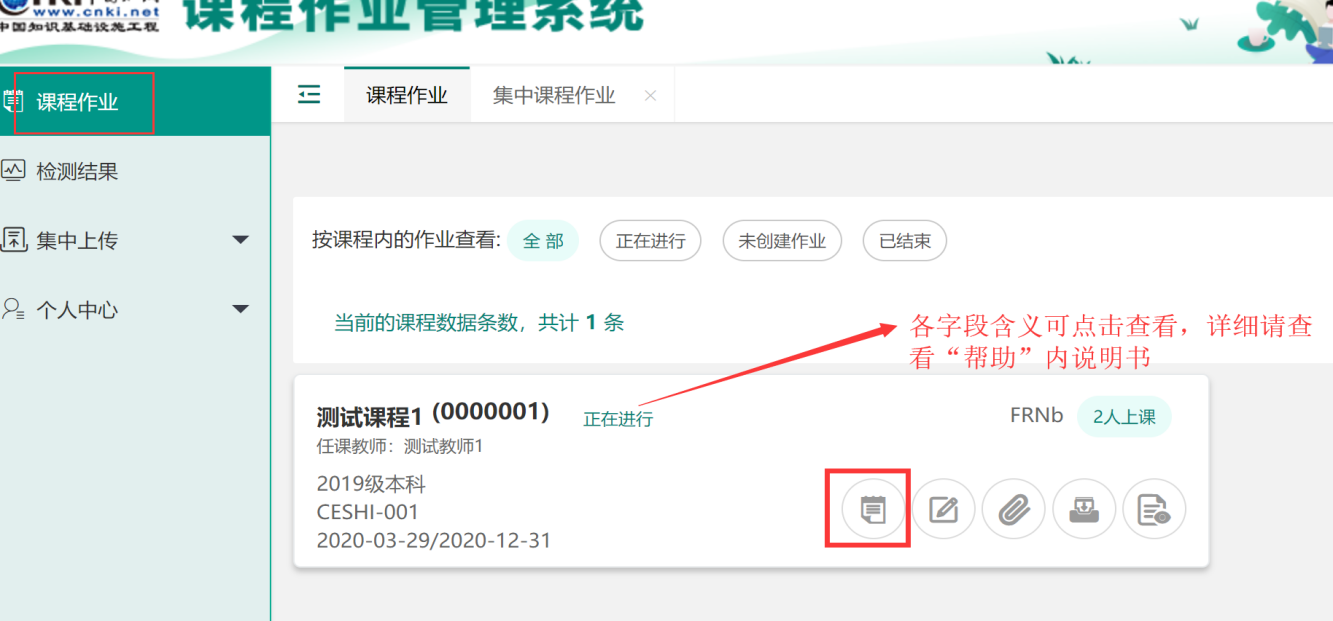 www.cnki.net
中国知识基础设施工程
课程作业管理系统
课程作业
检测结果
集中上传
个人中心
课程作业 集中课程作业
按课程内的作业查看: 全部 正在进行 未创建作业 已结束
当前的课程数据条数，共计 1 条
各字段含义可点击查看，详细请查
看“帮助”内说明书
测试课程1 (0000001) 正在进行 FRNb 2人上课
任课教师：测试教师1
2019级本科
CESHI-001
2020-03-29/2020-12-31